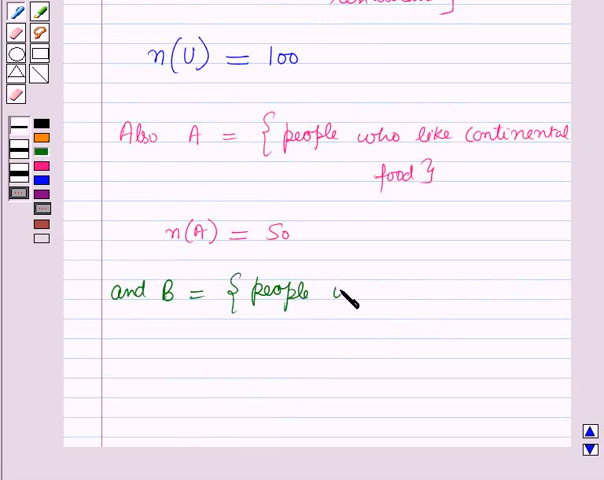 n(U) = 100
Also A = { people who like continental
food }
n(A) = 50
and B = { people